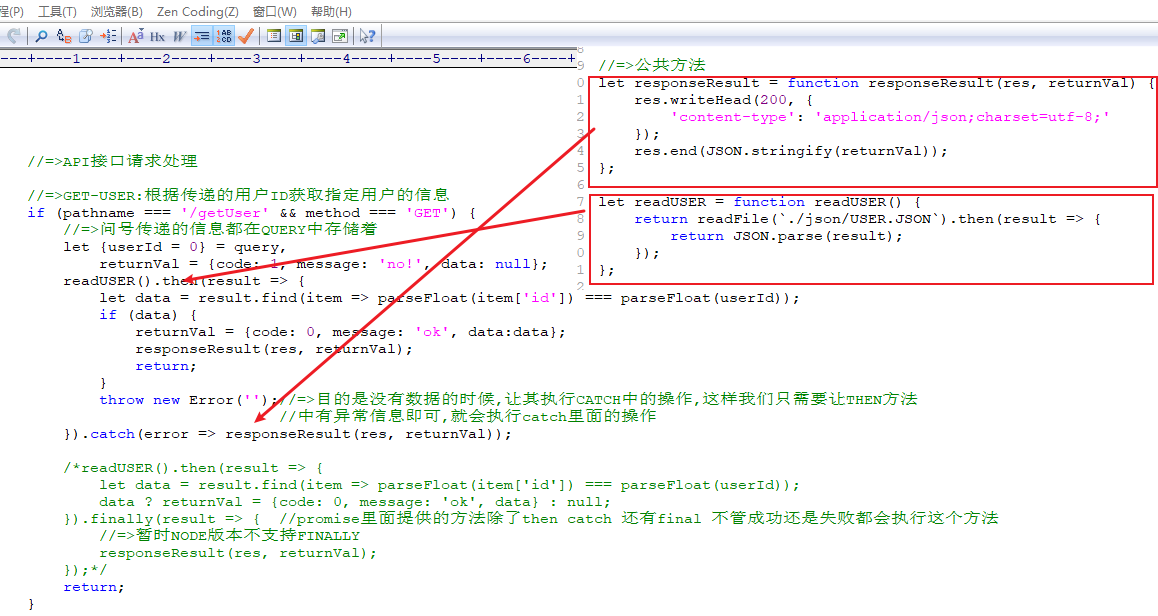 程(P) 工具(T) 浏览器(B) Zen Coding(Z) 窗口(W) 帮助(H)
----+----1----+----2----+----3----+----4----+----5----+----6----+
//=>API接口请求处理
//=>GET-USER:根据传递的用户ID获取指定用户的信息
if (pathname === '/getUser' && method === 'GET') {
//=>问号传递的信息都在QUERY中存储着
let {userId = 0} = query,
returnVal = {code: 1, message: 'no!', data: null};
readUSER().then(result => {
let data = result.find(item => parseFloat(item['id']) === parseFloat(userId));
if (data) {
returnVal = {code: 0, message: 'ok', data:data};
responseResult(res, returnVal);
return;
}
throw new Error('');//=>目的是没有数据的时候,让其执行CATCH中的操作,这样我们只需要让THEN方法
//中有异常信息即可,就会执行catch里面的操作
}).catch(error => responseResult(res, returnVal));
/*readUSER().then(result => {
let data = result.find(item => parseFloat(item['id']) === parseFloat(userId));
data ? returnVal = {code: 0, message: 'ok', data} : null;
}).finally(result => { //promise里面提供的方法除了then catch 还有final 不管成功还是失败都会执行这个方法
//=>暂时NODE版本不支持FINALLY
responseResult(res, returnVal);
});*/
return;
}
9 //=>公共方法
0 let responseResult = function responseResult(res, returnVal) {
1 res.writeHead(200, {
2 'content-type': 'application/json;charset=utf-8;'
3 });
4 res.end(JSON.stringify(returnVal));
5 };
6
7 let readUSER = function readUSER() {
8 return readFile(`./json/USER.JSON`).then(result => {
9 return JSON.parse(result);
0 });
1 };
2